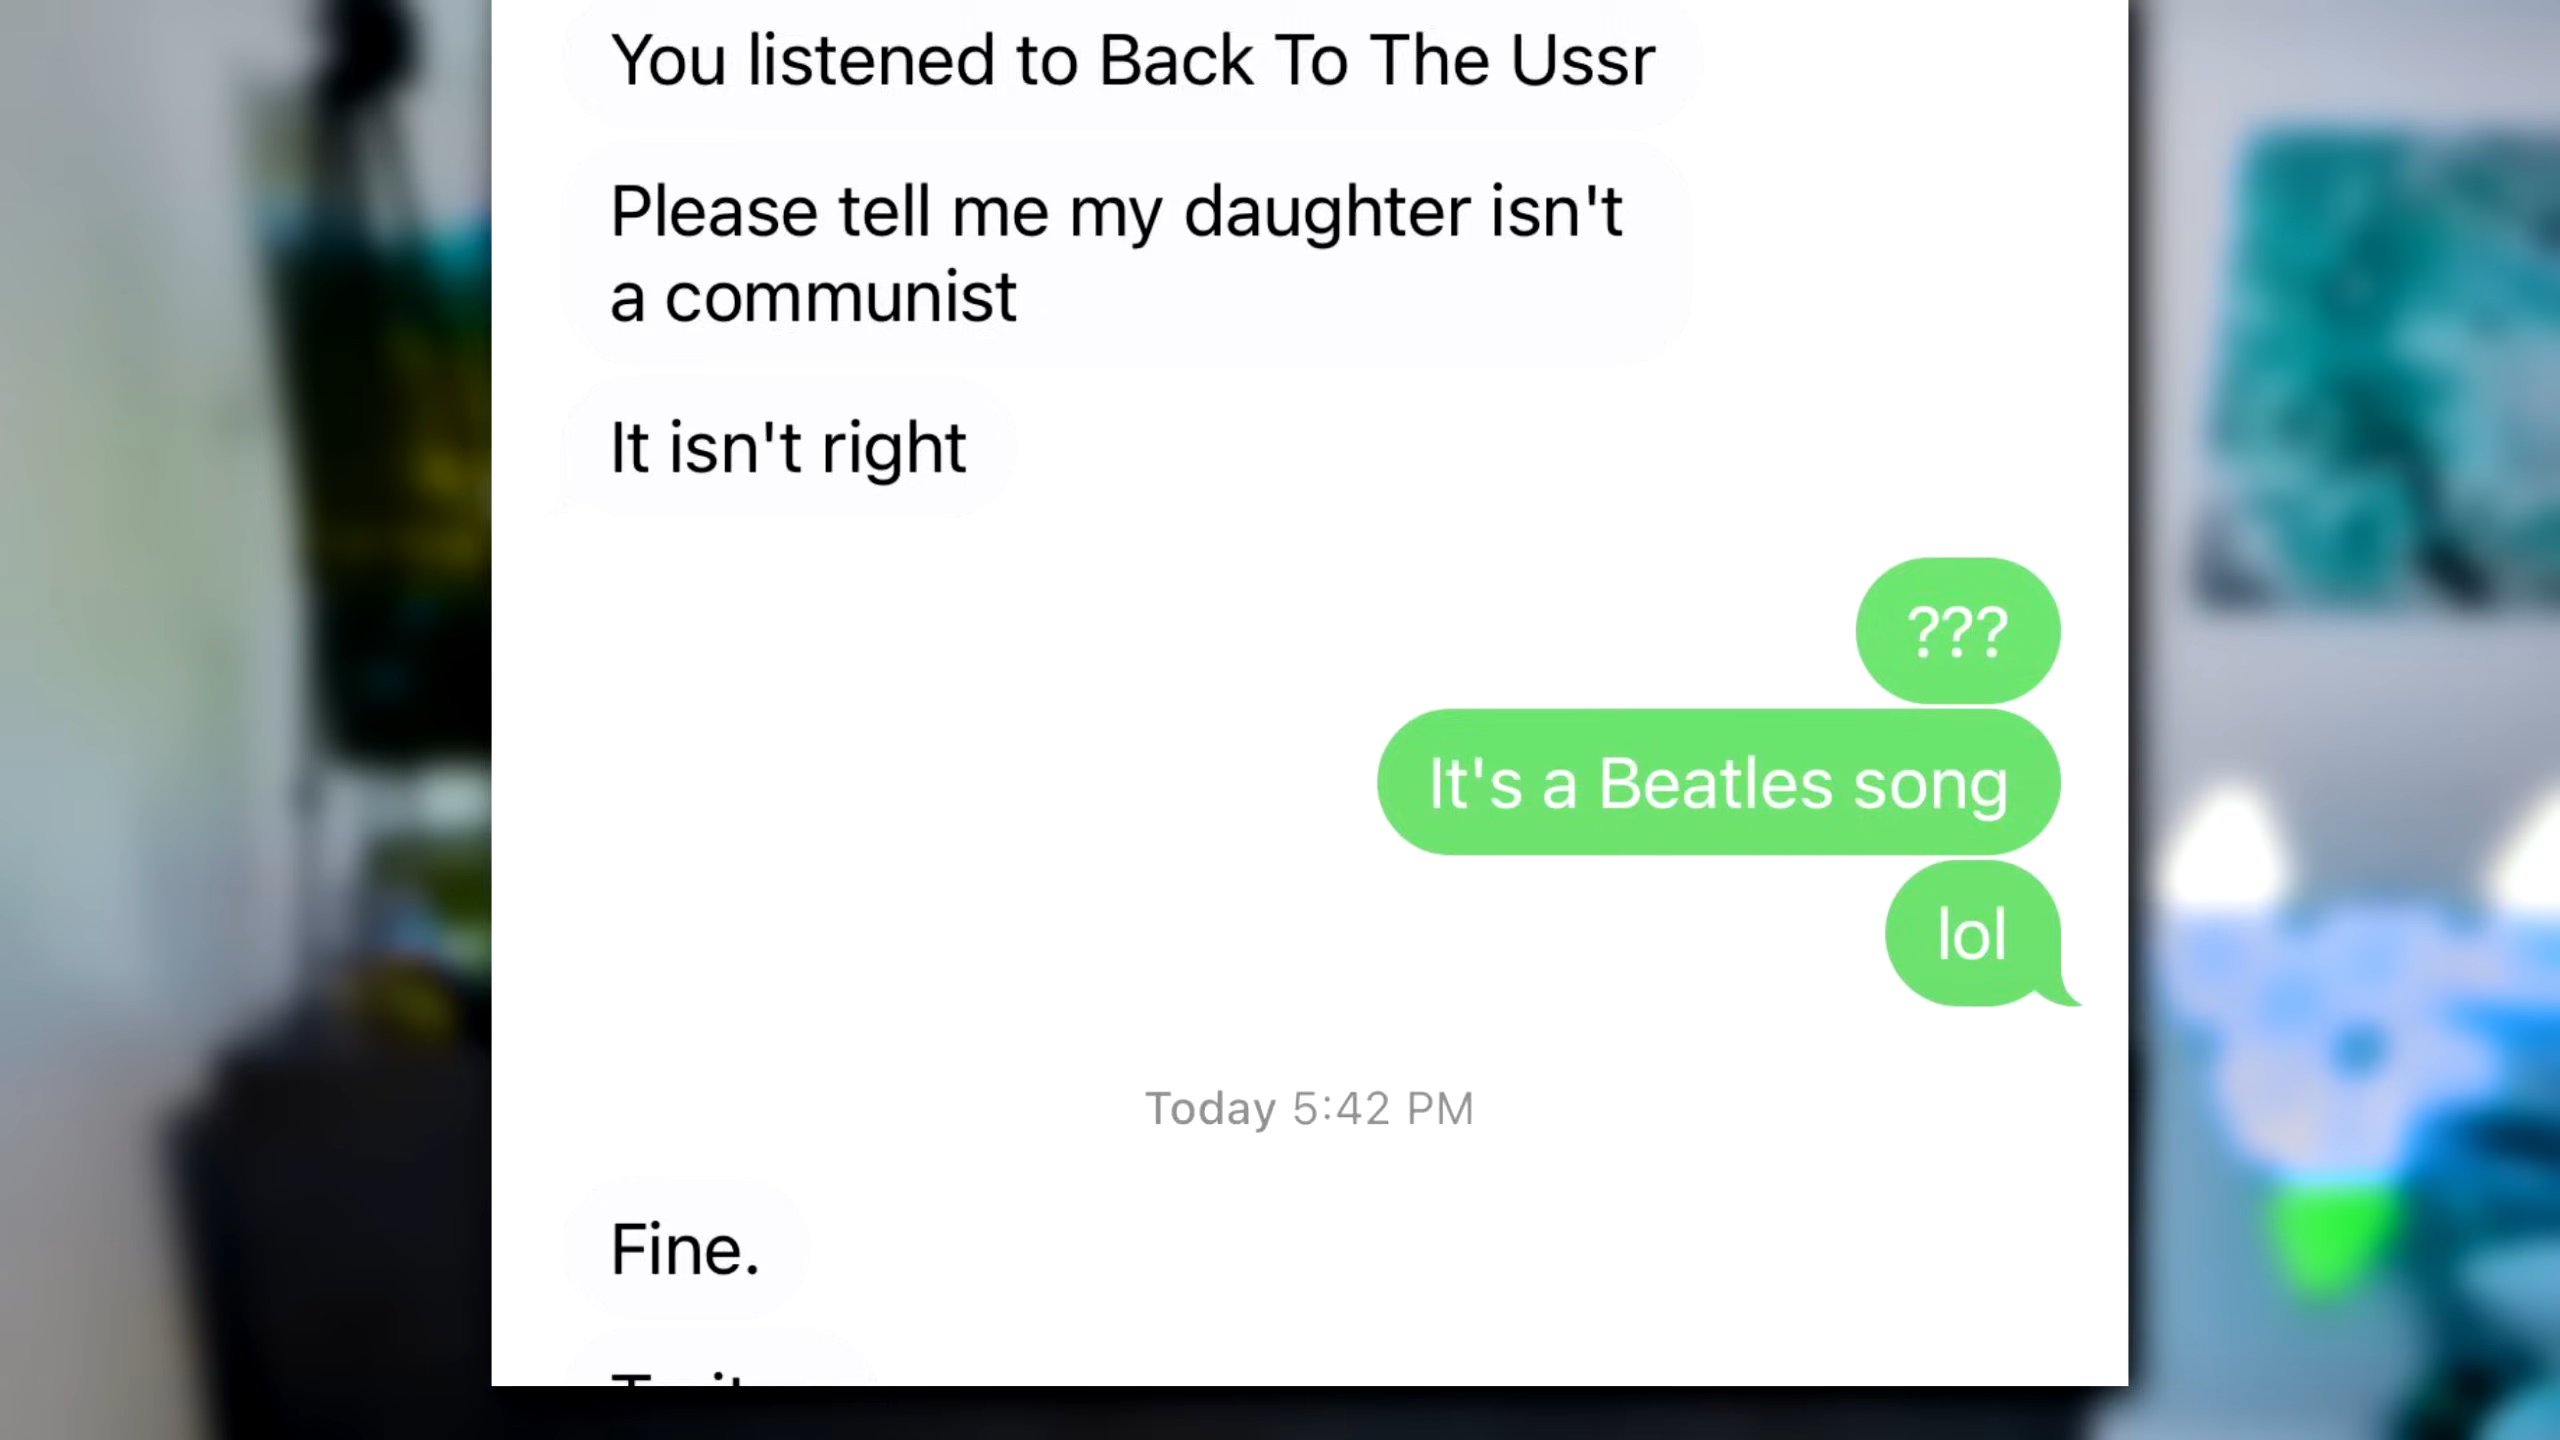 You listened to Back To The Ussr
Please tell me my daughter isn't
a communist
It isn't right
???
It's a Beatles song
lol
Today 5:42 PM
Fine.